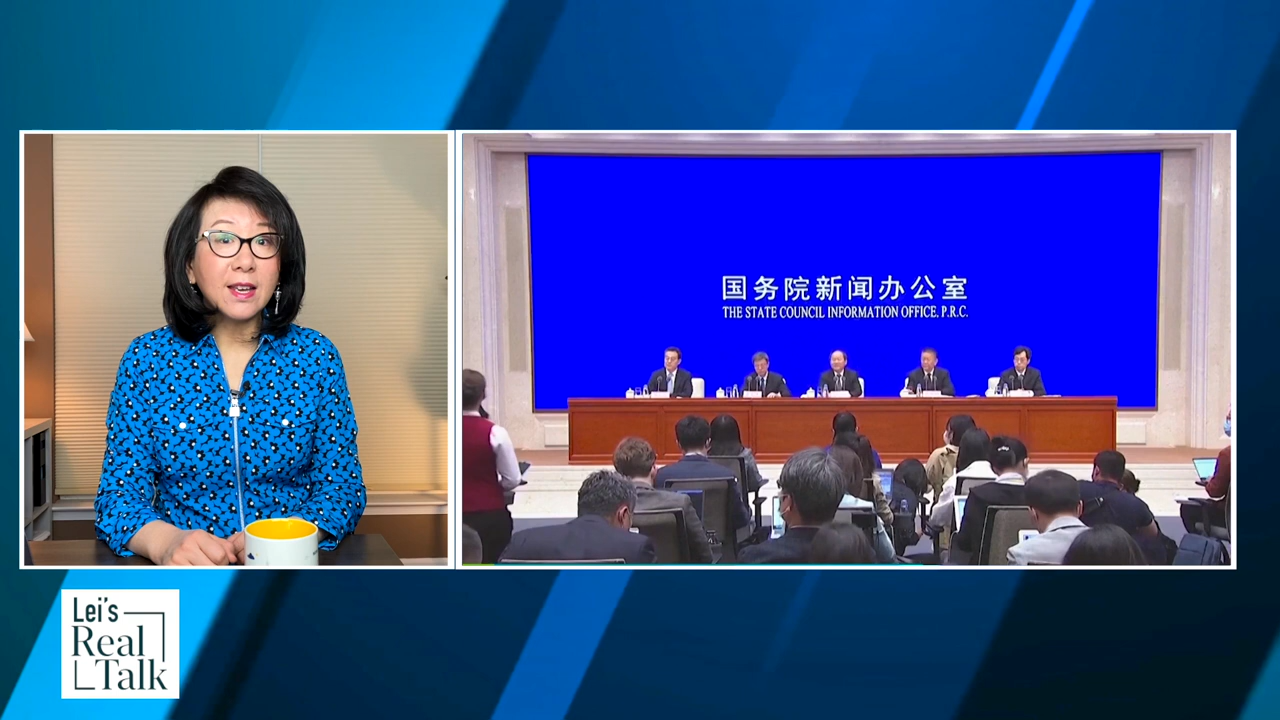 国务院新闻办公室
THE STATE COUNCIL INFORMATION OFFICE, P.R.C.
Lei's
Real
Talk